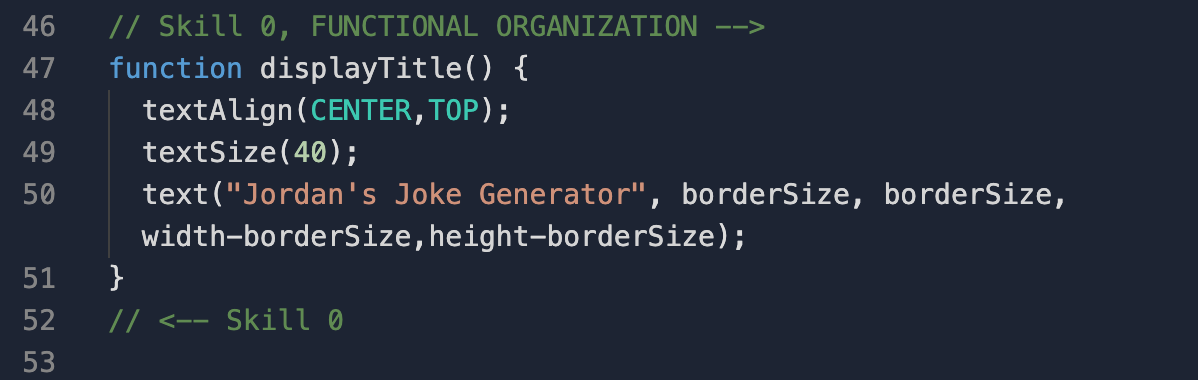 46 // Skill 0, FUNCTIONAL ORGANIZATION -->
47 function displayTitle() {
48 textAlign(CENTER,TOP);
49 textSize(40);
50 text("Jordan's Joke Generator", borderSize, borderSize,
width-borderSize,height-borderSize);
51 }
52 // <-- Skill 0
53